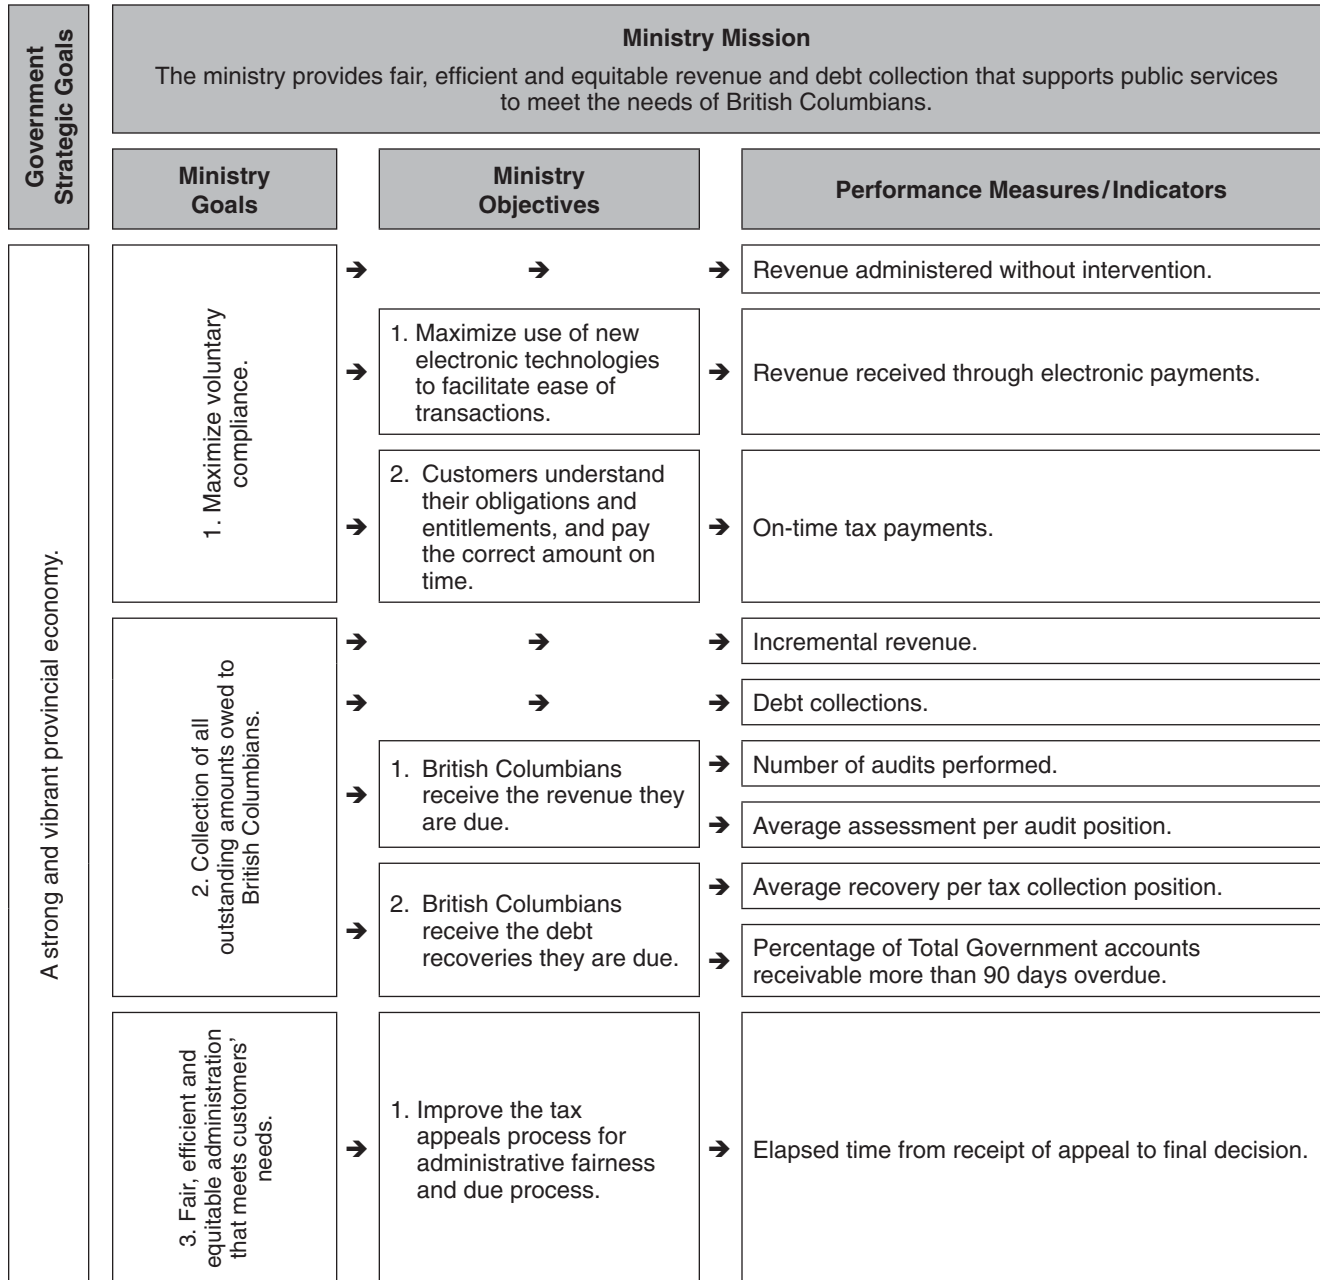 Government
Strategic Goals
Ministry Mission
The ministry provides fair, efficient and equitable revenue and debt collection that supports public services
to meet the needs of British Columbians.
Ministry
Goals
Ministry
Objectives
Performance Measures/Indicators
A strong and vibrant provincial economy.
1. Maximize voluntary
compliance.
➔ ➔ ➔ Revenue administered without intervention.
➔
1. Maximize use of new
electronic technologies
to facilitate ease of
transactions.
➔ Revenue received through electronic payments.
➔
2. Customers understand
their obligations and
entitlements, and pay
the correct amount on
time.
➔ On-time tax payments.
2. Collection of all
outstanding amounts owed to
British Columbians.
➔ ➔ ➔ Incremental revenue.
➔ ➔ ➔ Debt collections.
➔
1. British Columbians
receive the revenue they
are due.
➔ Number of audits performed.
➔ Average assessment per audit position.
➔
2. British Columbians
receive the debt
recoveries they are due.
➔ Average recovery per tax collection position.
➔ Percentage of Total Government accounts
receivable more than 90 days overdue.
3. Fair, efficient and
equitable administration
that meets customers'
needs.
➔
1. Improve the tax
appeals process for
administrative fairness
and due process.
➔ Elapsed time from receipt of appeal to final decision.